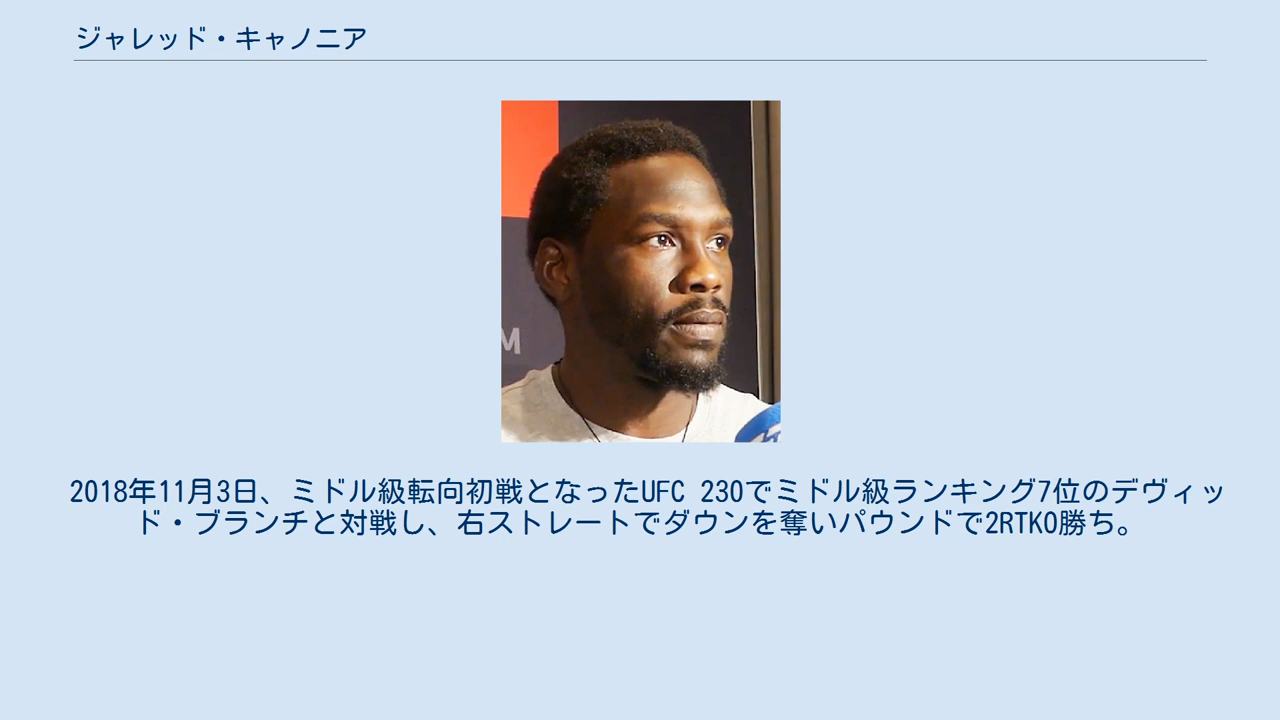 ジャレッド・キャノニア
M
2018年11月3日、ミドル級転向初戦となったUFC 230でミドル級ランキング7位のデヴィッ
ド・ブランチと対戦し、右ストレートでダウンを奪いパウンドで2RTKO勝ち。